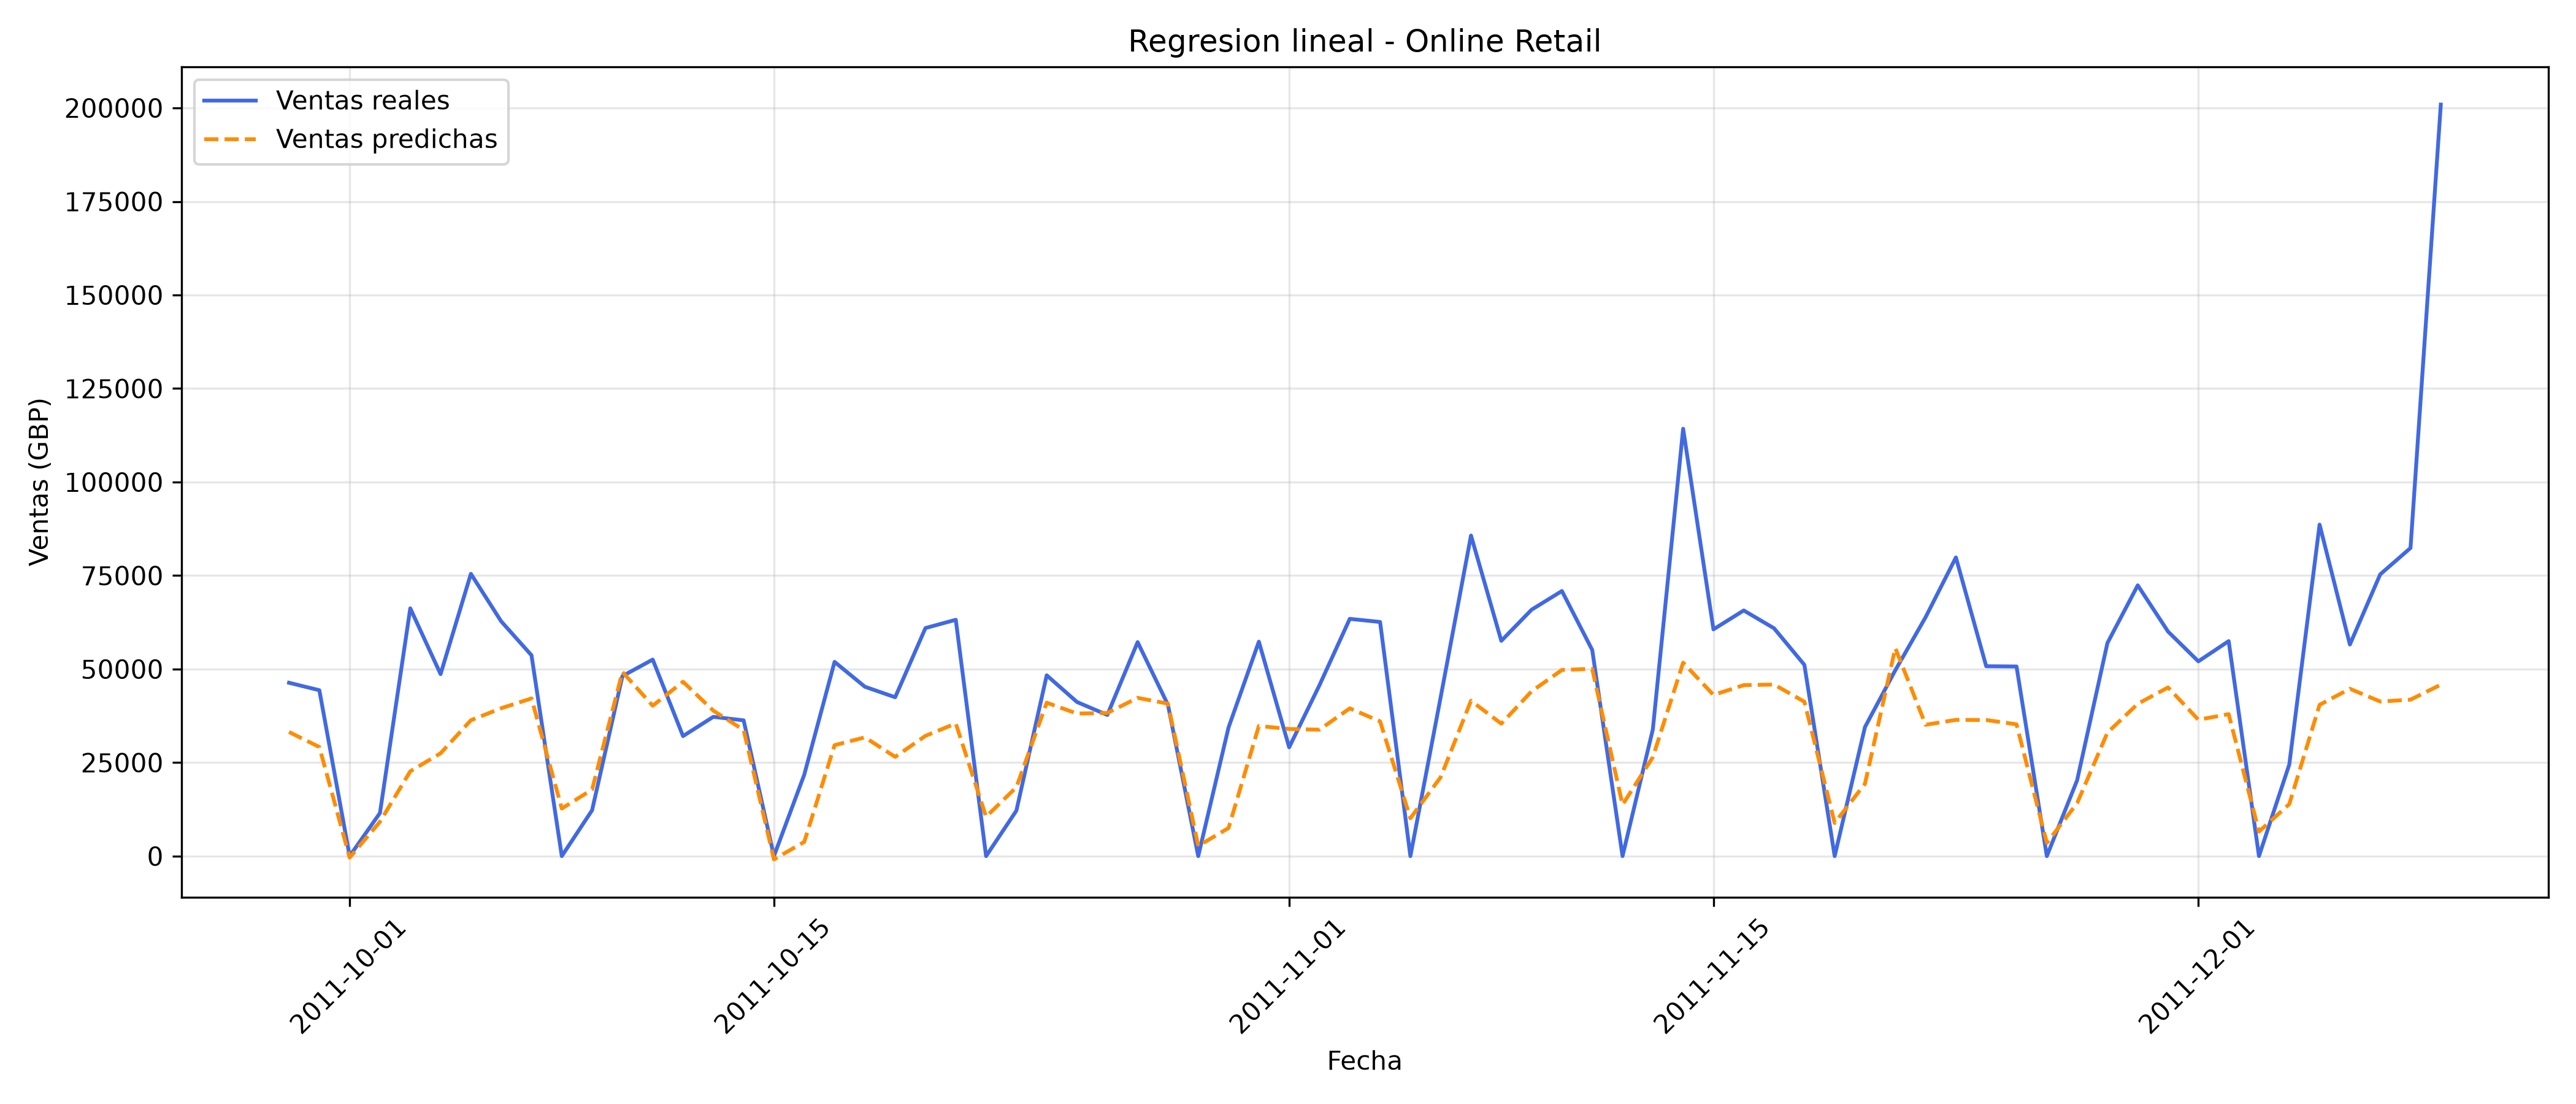 Regresion lineal - Online Retail
Ventas reales
Ventas predichas
200000
175000
150000
125000
100000
75000
50000
25000
0
Ventas (GBP)
2011-10-01
2011-10-15
2011-11-01
2011-11-15
2011-12-01
Fecha